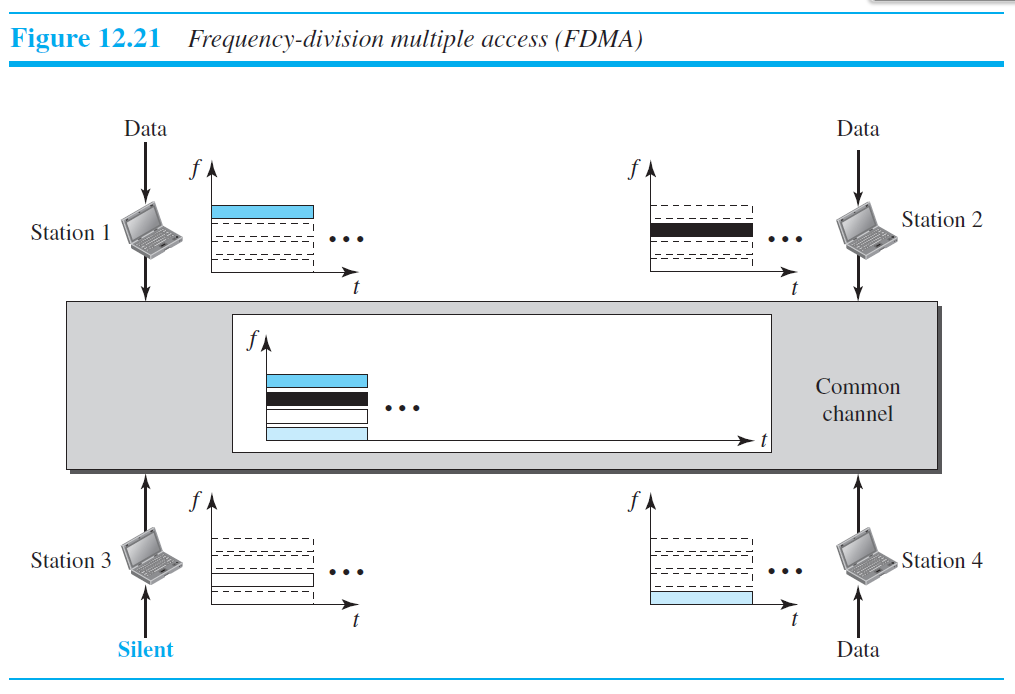 Figure 12.21 Frequency-division multiple access (FDMA)
Data
Data
f
f
Station 1
Station 2
t
t
f
Common
channel
t
f
f
Station 3
Station 4
t
t
Silent
Data